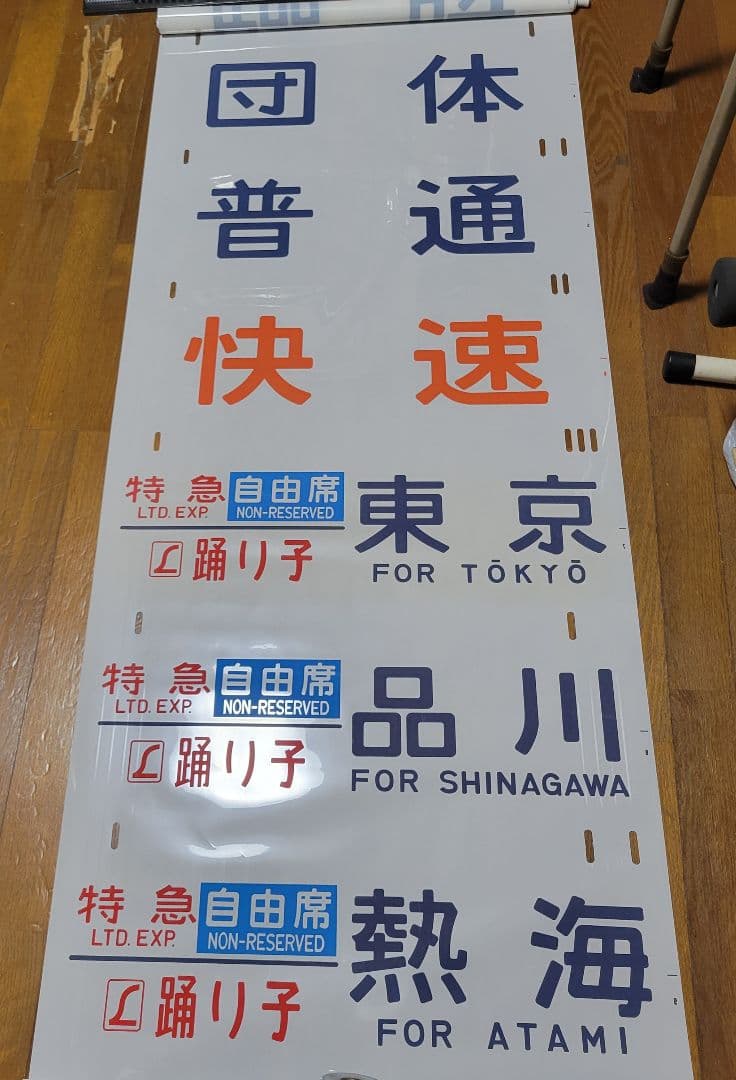 団体
普通
快速
特急 自由席 東京
LTD. EXP. NON-RESERVED
踊り子 FOR TŌKYŌ
特急 自由席 品川
LTD. EXP. NON-RESERVED
踊り子 FOR SHINAGAWA
特急 自由席 熱海
LTD. EXP. NON-RESERVED
踊り子 FOR ATAMI